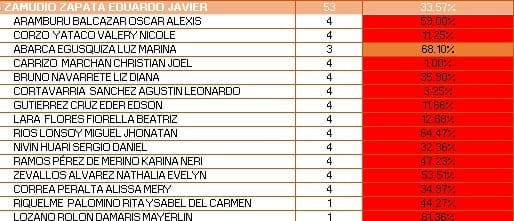 ZAMUDIO ZAPATA EDUARDO JAVIER 53 33.57%
ARAMBURU BALCAZAR OSCAR ALEXIS 4 59.00%
CORZO YATACO VALERY NICOLE 4 11.25%
ABARCA EGUSQUIZA LUZ MARINA 3 68.10%
CARRIZO MARCHAN CHRISTIAN JOEL 4 1.00%
BRUNO NAVARRETE LIZ DIANA 4 35.90%
CORTAVARRIA SANCHEZ AGUSTIN LEONARDO 4 3.25%
GUTIERREZ CRUZ EDER EDSON 4 11.66%
LARA FLORES FIORELLA BEATRIZ 4 12.68%
RIOS LONSOY MIGUEL JHONATAN 4 64.47%
NIVIN HUARI SERGIO DANIEL 4 32.36%
RAMOS PÉREZ DE MERINO KARINA NERI 4 47.23%
ZEVALLOS ALVAREZ NATHALIA EVELYN 4 53.51%
CORREA PERALTA ALISSA MERY 4 34.97%
RIQUELME PALOMINO RITA YSABEL DEL CARMEN 1 44.27%
LOZANO ROLON DAMARIS MAYERLIN 1 61.36%